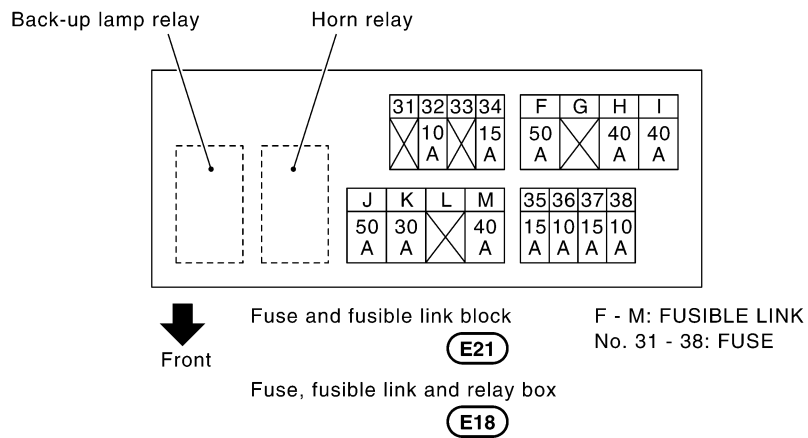 Back-up lamp relay
Horn relay
31 32 33 34
10 A 15 A
F G H I
50 A 40 A 40 A
J K L M
50 A 30 A 40 A
35 36 37 38
15 A 10 A 15 A 10 A
Front
Fuse and fusible link block
E21
Fuse, fusible link and relay box
E18
F - M: FUSIBLE LINK
No. 31 - 38: FUSE